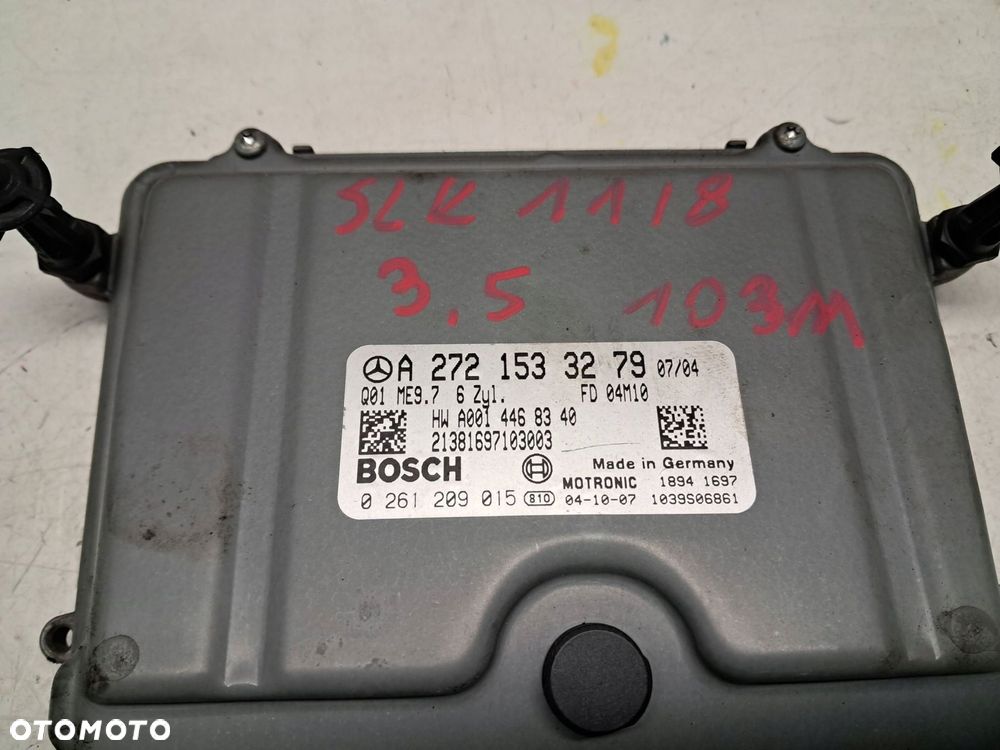 SLK 1118
3.5 103M
A 272 153 32 79 07/04
Q01 ME9.7 6 Zyl. FD 04M10
HW A001 446 83 40
21381697103003
BOSCH Made in Germany
MOTRONIC 1894 1697
0 261 209 015 810 04-10-07 1039S06861
OTOMOTO